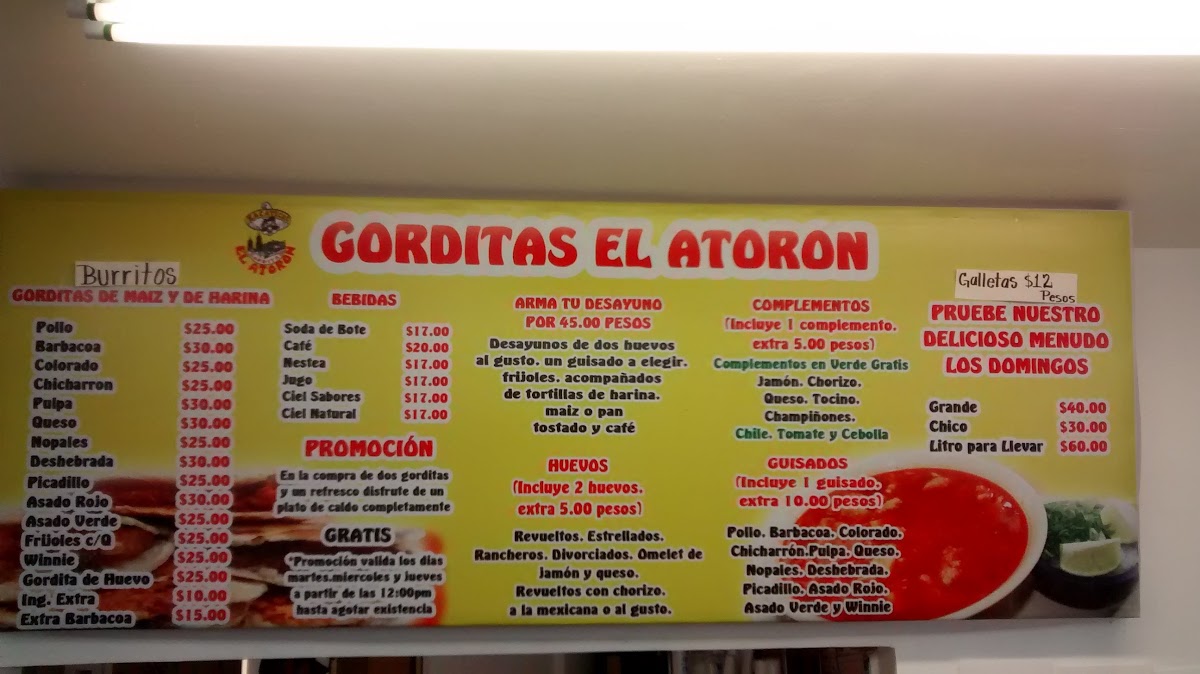 GORDITAS EL ATORON
EL ATORON
Burritos
GORDITAS DE MAIZ Y DE HARINA
Pollo $25.00
Barbacoa $30.00
Colorado $25.00
Chicharron $25.00
Pulpa $30.00
Queso $30.00
Nopales $25.00
Deshebrada $30.00
Picadillo $25.00
Asado Rojo $30.00
Asado Verde $25.00
Frijoles c/Q $25.00
Winnie $25.00
Gordita de Huevo $25.00
Ing. Extra $10.00
Extra Barbacoa $15.00
BEBIDAS
Soda de Bote $17.00
Café $20.00
Nestea $17.00
Jugo $17.00
Ciel Sabores $17.00
Ciel Natural $17.00
PROMOCIÓN
En la compra de dos gorditas
y un refresco disfrute de un
plato de caldo completamente
GRATIS
*Promoción valida los días
martes,miercoles y Jueves
a partir de las 12:00pm
hasta agotar existencia
ARMA TU DESAYUNO
POR 45.00 PESOS
Desayunos de dos huevos
al gusto, un guisado a elegir,
frijoles, acompañados
de tortillas de harina,
maiz o pan
tostado y café
HUEVOS
(Incluye 2 huevos,
extra 5.00 pesos)
Revueltos, Estrellados,
Rancheros, Divorciados, Omelet de
Jamón y queso,
Revueltos con chorizo,
a la mexicana o al gusto.
COMPLEMENTOS
(Incluye 1 complemento,
extra 5.00 pesos)
Complementos en Verde Gratis
Jamón, Chorizo,
Queso, Tocino,
Champiñones,
Chile, Tomate y Cebolla
GUISADOS
(Incluye 1 guisado,
extra 10.00 pesos)
Pollo, Barbacoa, Colorado,
Chicharrón,Pulpa, Queso,
Nopales, Deshebrada,
Picadillo, Asado Rojo,
Asado Verde y Winnie
Galletas $12
Pesos
PRUEBE NUESTRO
DELICIOSO MENUDO
LOS DOMINGOS
Grande $40.00
Chico $30.00
Litro para Llevar $60.00